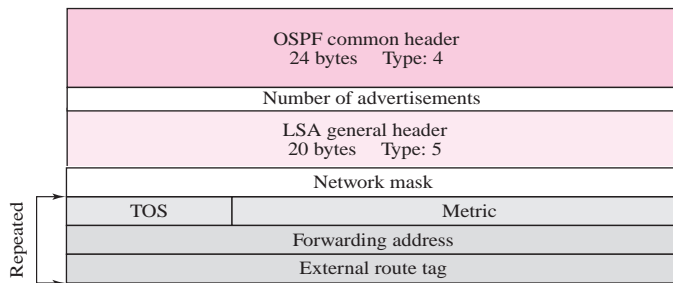 OSPF common header
24 bytes Type: 4
Number of advertisements
LSA general header
20 bytes Type: 5
Network mask
Repeated
TOS Metric
Forwarding address
External route tag